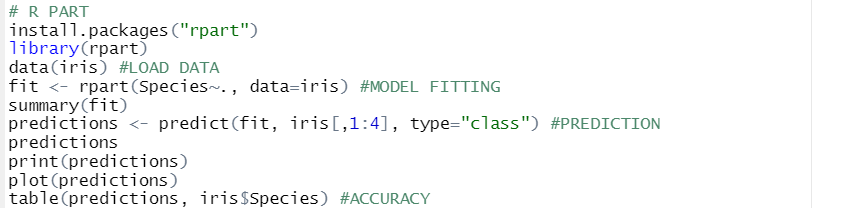 # R PART
install.packages("rpart")
library(rpart)
data(iris) #LOAD DATA
fit <- rpart(Species~., data=iris) #MODEL FITTING
summary(fit)
predictions <- predict(fit, iris[,1:4], type="class") #PREDICTION
predictions
print(predictions)
plot(predictions)
table(predictions, iris$Species) #ACCURACY